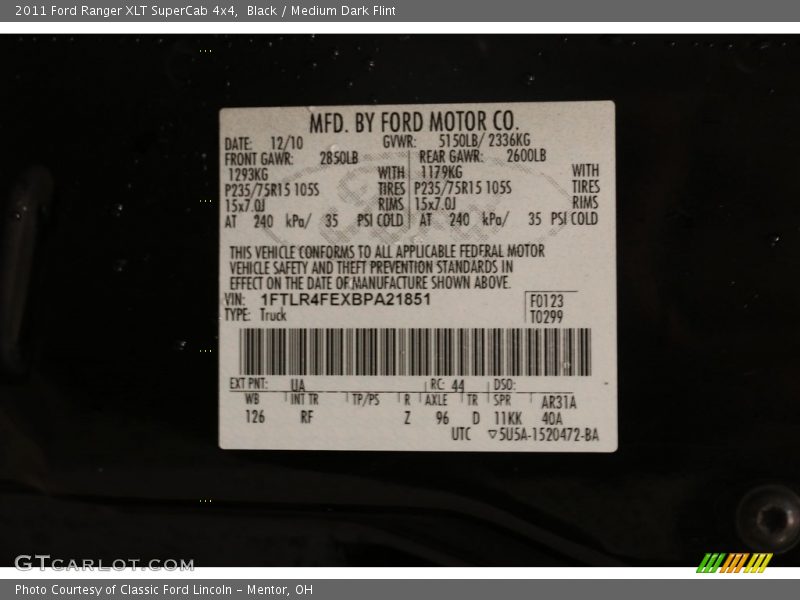 2011 Ford Ranger XLT SuperCab 4x4,  Black / Medium Dark Flint
MFD. BY FORD MOTOR CO.
DATE: 12/10 GVWR: 5150LB/ 2336KG
FRONT GAWR: 2850LB REAR GAWR: 2600LB
1293KG WITH 1179KG WITH
P235/75R15 105S TIRES P235/75R15 105S TIRES
15x7.0J RIMS 15x7.0J RIMS
AT 240 kPa/ 35 PSI COLD AT 240 kPa/ 35 PSI COLD
THIS VEHICLE CONFORMS TO ALL APPLICABLE FEDERAL MOTOR
VEHICLE SAFETY AND THEFT PREVENTION STANDARDS IN
EFFECT ON THE DATE OF MANUFACTURE SHOWN ABOVE.
VIN: 1FTLR4FEXBPA21851 F0123
TYPE: Truck T0299
EXT PNT: UA RC: 44 DSO:
WB INT TR TP/PS R AXLE TR SPR AR31A
126 RF Z 96 D 11KK 40A
UTC ▽5U5A-1520472-BA
GTCARLOT.COM
Photo Courtesy of Classic Ford Lincoln – Mentor, OH